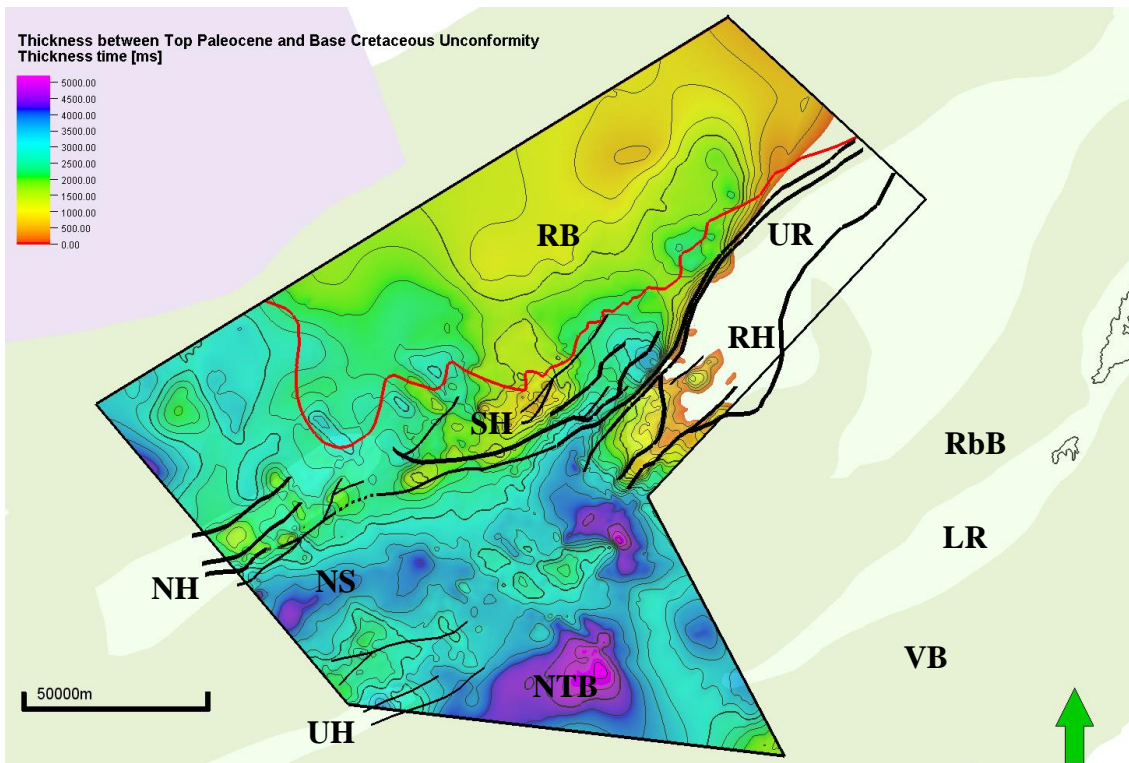 Thickness between Top Paleocene and Base Cretaceous Unconformity
Thickness time [ms]
5000.00
4500.00
4000.00
3500.00
3000.00
2500.00
2000.00
1500.00
1000.00
500.00
0.00
RB
UR
RH
SH
RbB
LR
NH
NS
VB
NTB
UH
50000m